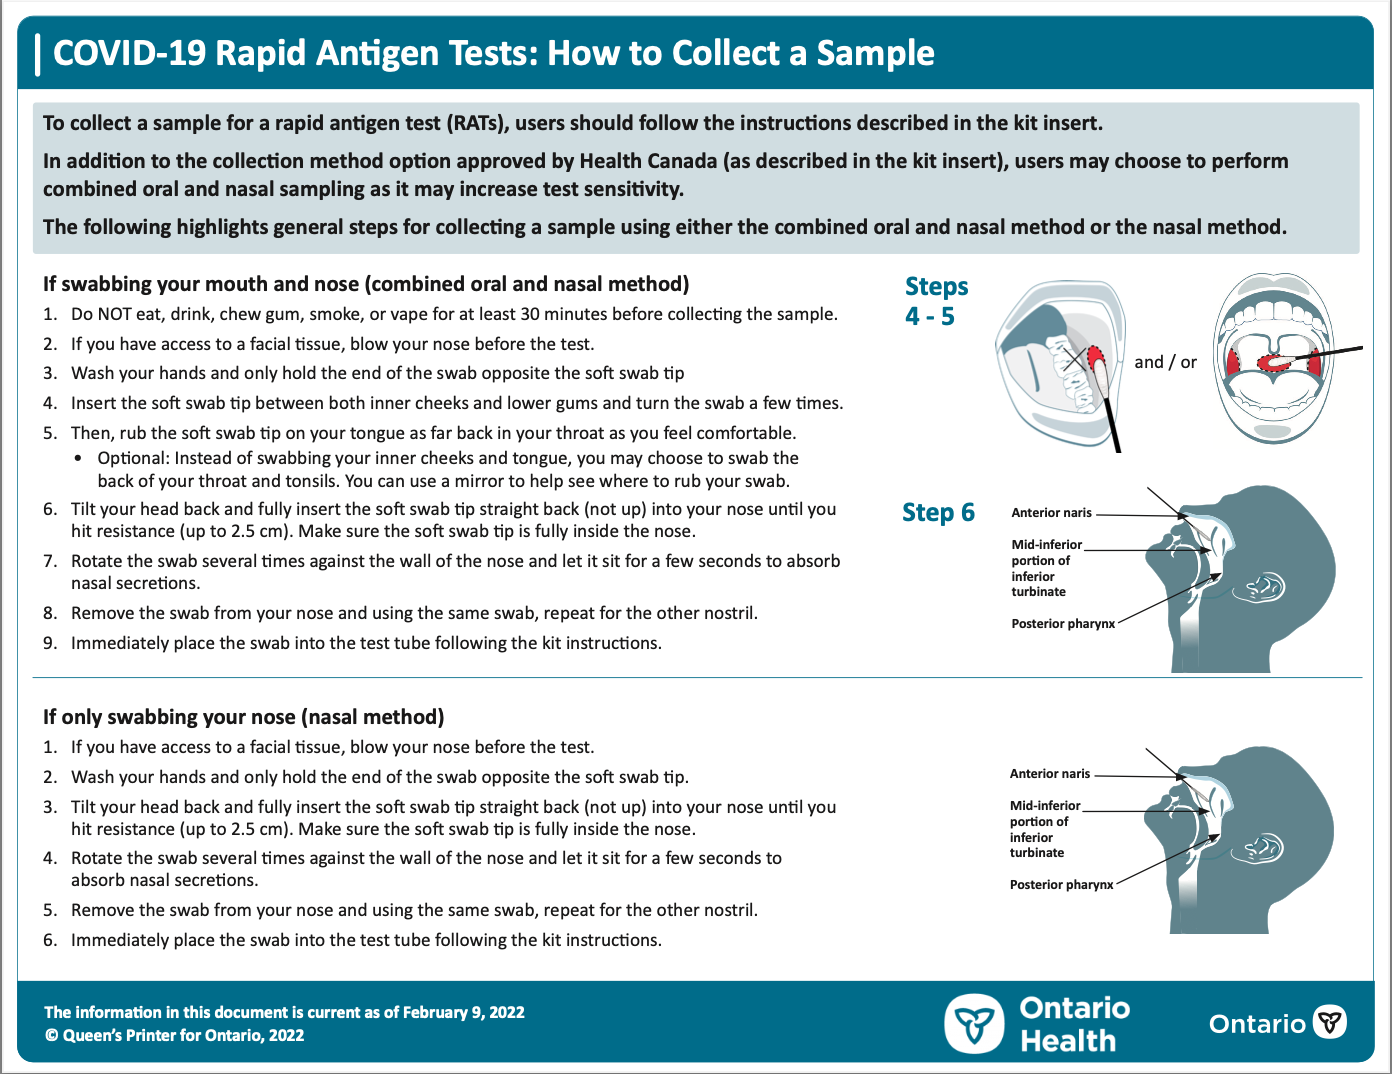 COVID-19 Rapid Antigen Tests: How to Collect a Sample
To collect a sample for a rapid antigen test (RATs), users should follow the instructions described in the kit insert.
In addition to the collection method option approved by Health Canada (as described in the kit insert), users may choose to perform
combined oral and nasal sampling as it may increase test sensitivity.
The following highlights general steps for collecting a sample using either the combined oral and nasal method or the nasal method.
If swabbing your mouth and nose (combined oral and nasal method)
1. Do NOT eat, drink, chew gum, smoke, or vape for at least 30 minutes before collecting the sample.
2. If you have access to a facial tissue, blow your nose before the test.
3. Wash your hands and only hold the end of the swab opposite the soft swab tip
4. Insert the soft swab tip between both inner cheeks and lower gums and turn the swab a few times.
5. Then, rub the soft swab tip on your tongue as far back in your throat as you feel comfortable.
• Optional: Instead of swabbing your inner cheeks and tongue, you may choose to swab the
back of your throat and tonsils. You can use a mirror to help see where to rub your swab.
6. Tilt your head back and fully insert the soft swab tip straight back (not up) into your nose until you
hit resistance (up to 2.5 cm). Make sure the soft swab tip is fully inside the nose.
7. Rotate the swab several times against the wall of the nose and let it sit for a few seconds to absorb
nasal secretions.
8. Remove the swab from your nose and using the same swab, repeat for the other nostril.
9. Immediately place the swab into the test tube following the kit instructions.
Steps
4 - 5
and / or
Step 6
Anterior naris
Mid-inferior
portion of
inferior
turbinate
Posterior pharynx
If only swabbing your nose (nasal method)
1. If you have access to a facial tissue, blow your nose before the test.
2. Wash your hands and only hold the end of the swab opposite the soft swab tip.
3. Tilt your head back and fully insert the soft swab tip straight back (not up) into your nose until you
hit resistance (up to 2.5 cm). Make sure the soft swab tip is fully inside the nose.
4. Rotate the swab several times against the wall of the nose and let it sit for a few seconds to
absorb nasal secretions.
5. Remove the swab from your nose and using the same swab, repeat for the other nostril.
6. Immediately place the swab into the test tube following the kit instructions.
Anterior naris
Mid-inferior
portion of
inferior
turbinate
Posterior pharynx
The information in this document is current as of February 9, 2022
© Queen's Printer for Ontario, 2022
Ontario
Health
Ontario